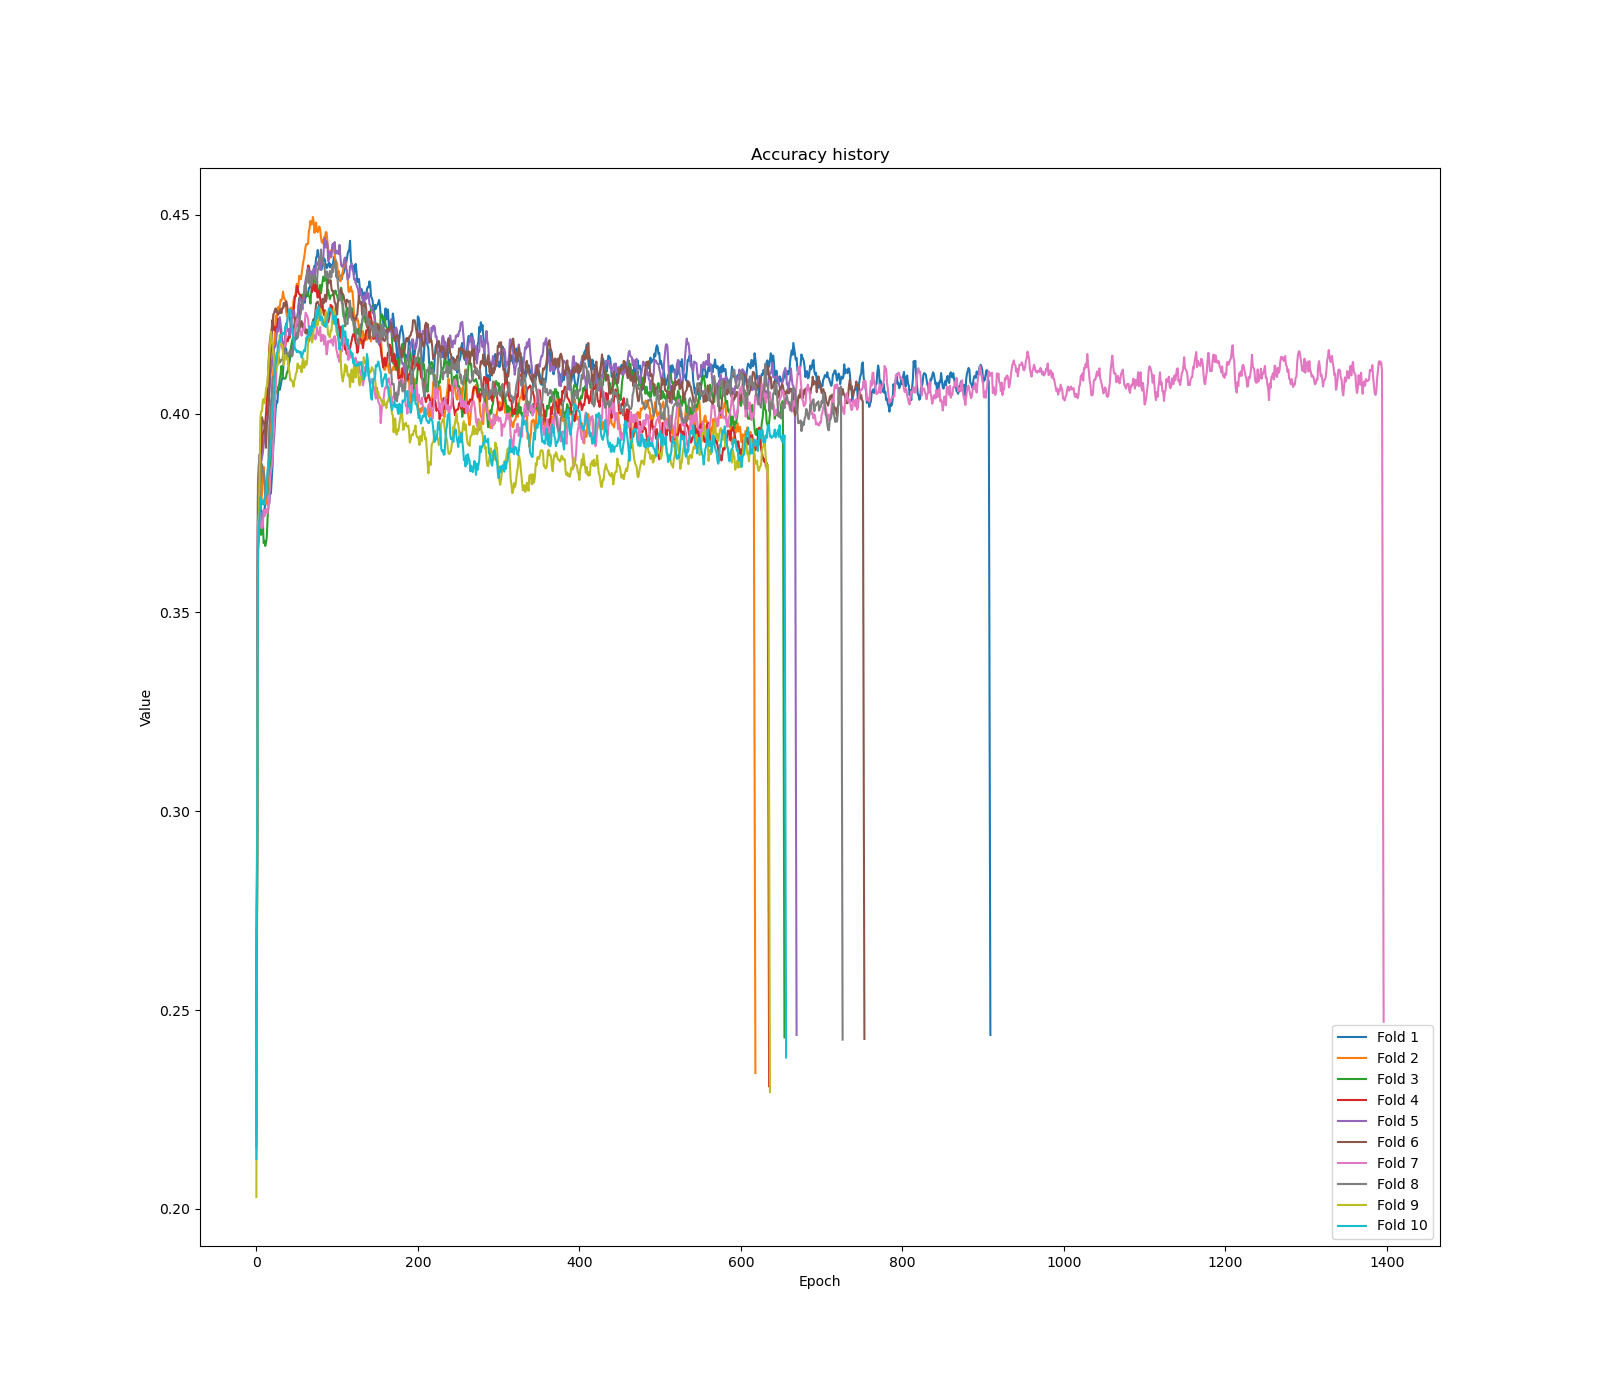 Accuracy history
0.45
0.40
0.35
0.30
0.25
0.20
Value
0
200
400
600
800
1000
1200
1400
Epoch
Fold 1
Fold 2
Fold 3
Fold 4
Fold 5
Fold 6
Fold 7
Fold 8
Fold 9
Fold 10